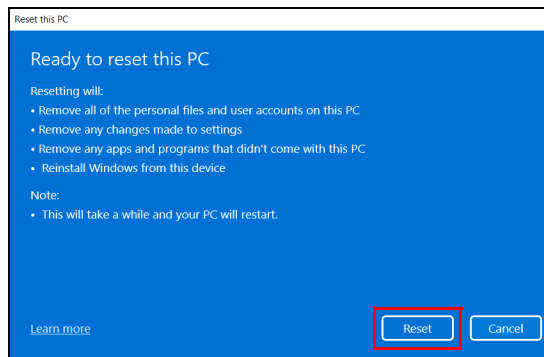 Reset this PC
Ready to reset this PC
Resetting will:
• Remove all of the personal files and user accounts on this PC
• Remove any changes made to settings
• Remove any apps and programs that didn't come with this PC
• Reinstall Windows from this device
Note:
• This will take a while and your PC will restart.
Learn more
Reset
Cancel